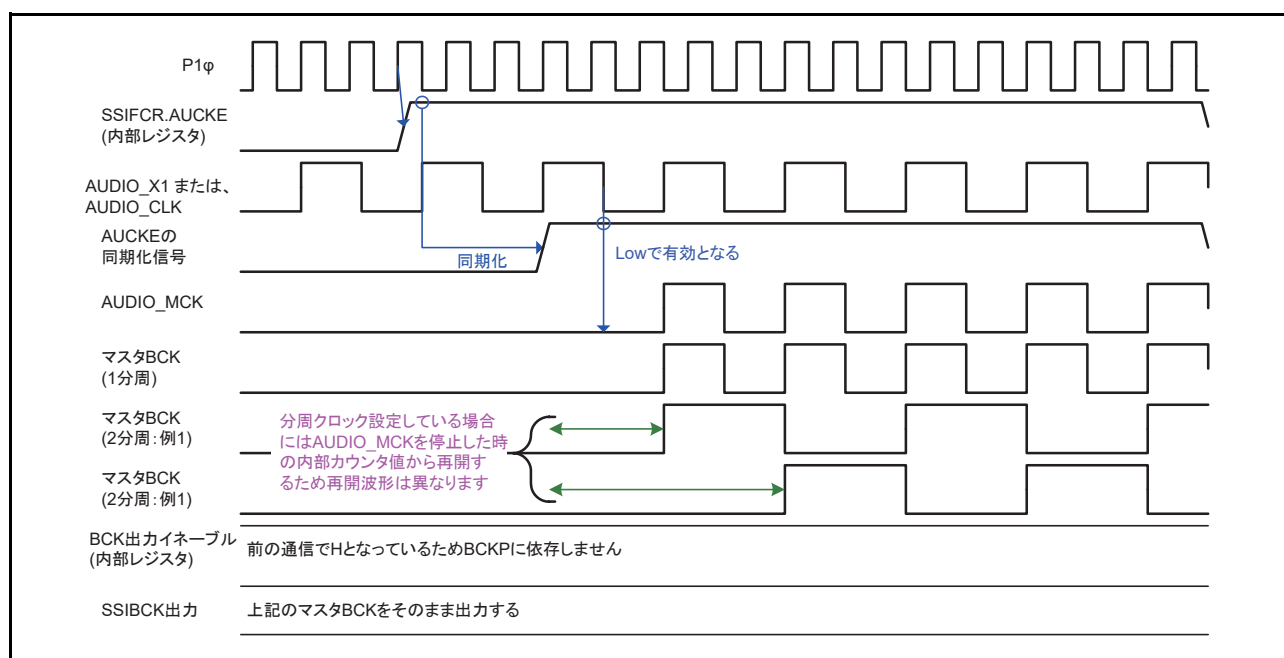 P1φ
SSIFCR.AUCKE
(内部レジスタ)
AUDIO_X1 または、
AUDIO_CLK
AUCKEの
同期化信号
同期化
Lowで有効となる
AUDIO_MCK
マスタBCK
(1分周)
マスタBCK
(2分周：例1)
分周クロック設定している場合
にはAUDIO_MCKを停止した時
の内部カウンタ値から再開す
るため再開波形は異なります
マスタBCK
(2分周：例1)
BCK出力イネーブル
(内部レジスタ)
前の通信でHとなっているためBCKPに依存しません
SSIBCK出力
上記のマスタBCKをそのまま出力する